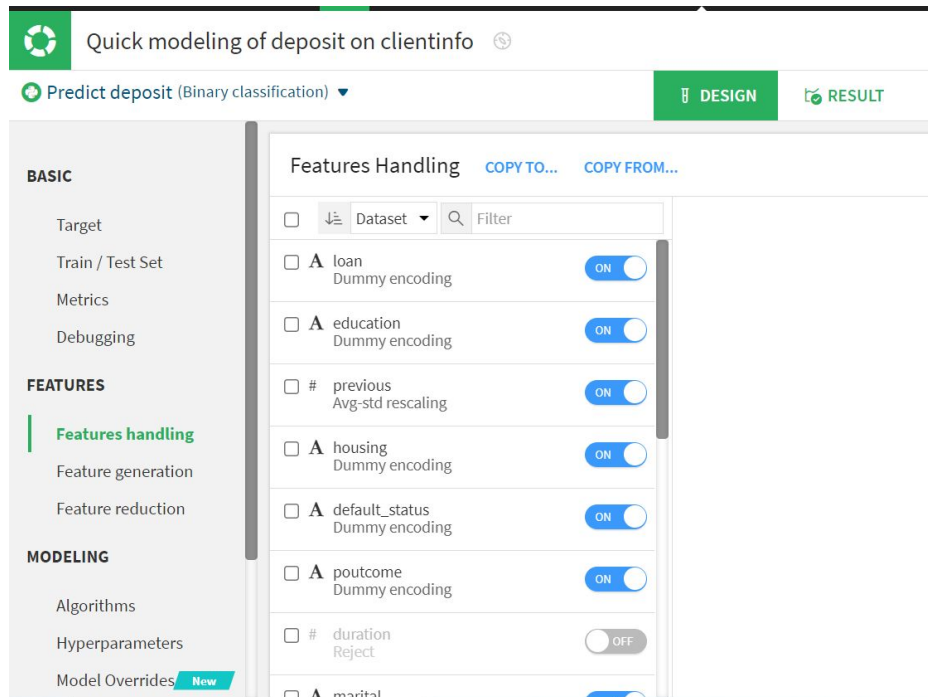 Quick modeling of deposit on clientinfo
Predict deposit (Binary classification)
DESIGN
RESULT
BASIC
Target
Train / Test Set
Metrics
Debugging
FEATURES
Features handling
Feature generation
Feature reduction
MODELING
Algorithms
Hyperparameters
Model Overrides New
Features Handling COPY TO... COPY FROM...
Dataset Filter
A loan ON
Dummy encoding
A education ON
Dummy encoding
# previous ON
Avg-std rescaling
A housing ON
Dummy encoding
A default_status ON
Dummy encoding
A poutcome ON
Dummy encoding
# duration OFF
Reject
A marital